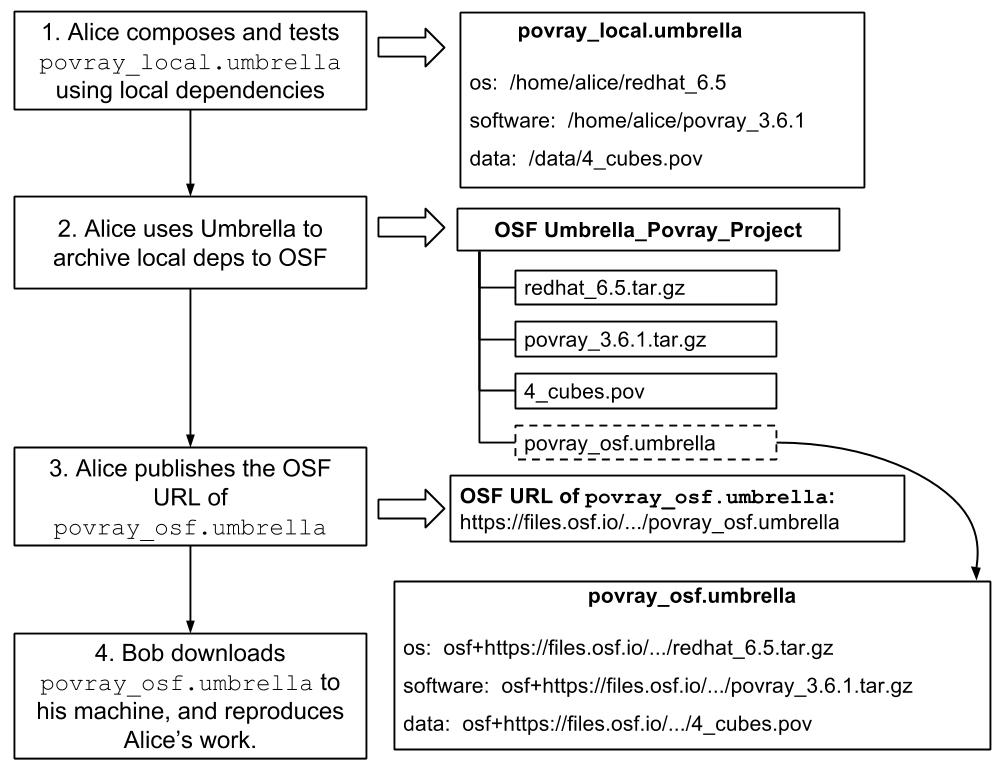 1. Alice composes and tests
povray_local.umbrella
using local dependencies
povray_local.umbrella
os: /home/alice/redhat_6.5
software: /home/alice/povray_3.6.1
data: /data/4_cubes.pov
2. Alice uses Umbrella to
archive local deps to OSF
OSF Umbrella_Povray_Project
redhat_6.5.tar.gz
povray_3.6.1.tar.gz
4_cubes.pov
povray_osf.umbrella
3. Alice publishes the OSF
URL of
povray_osf.umbrella
OSF URL of povray_osf.umbrella:
https://files.osf.io/.../povray_osf.umbrella
povray_osf.umbrella
os: osf+https://files.osf.io/.../redhat_6.5.tar.gz
software: osf+https://files.osf.io/.../povray_3.6.1.tar.gz
data: osf+https://files.osf.io/.../4_cubes.pov
4. Bob downloads
povray_osf.umbrella to
his machine, and reproduces
Alice's work.